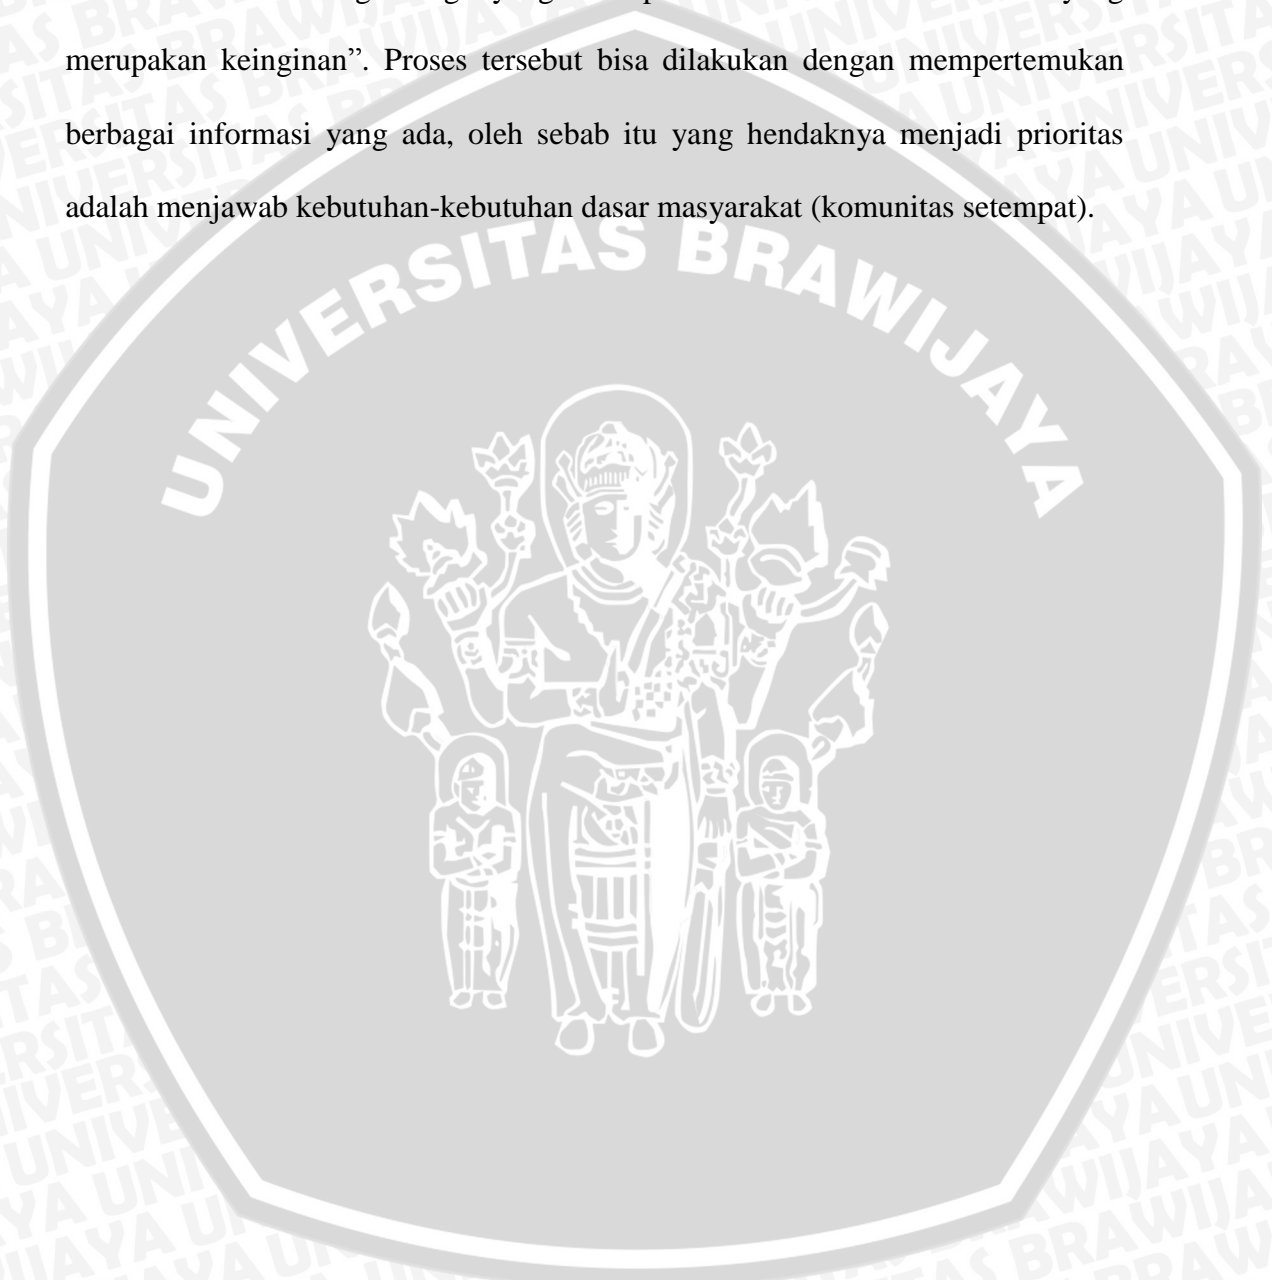 merupakan keinginan”. Proses tersebut bisa dilakukan dengan mempertemukan
berbagai informasi yang ada, oleh sebab itu yang hendaknya menjadi prioritas
adalah menjawab kebutuhan-kebutuhan dasar masyarakat (komunitas setempat).
UNIVERSITAS BRAWIJAYA